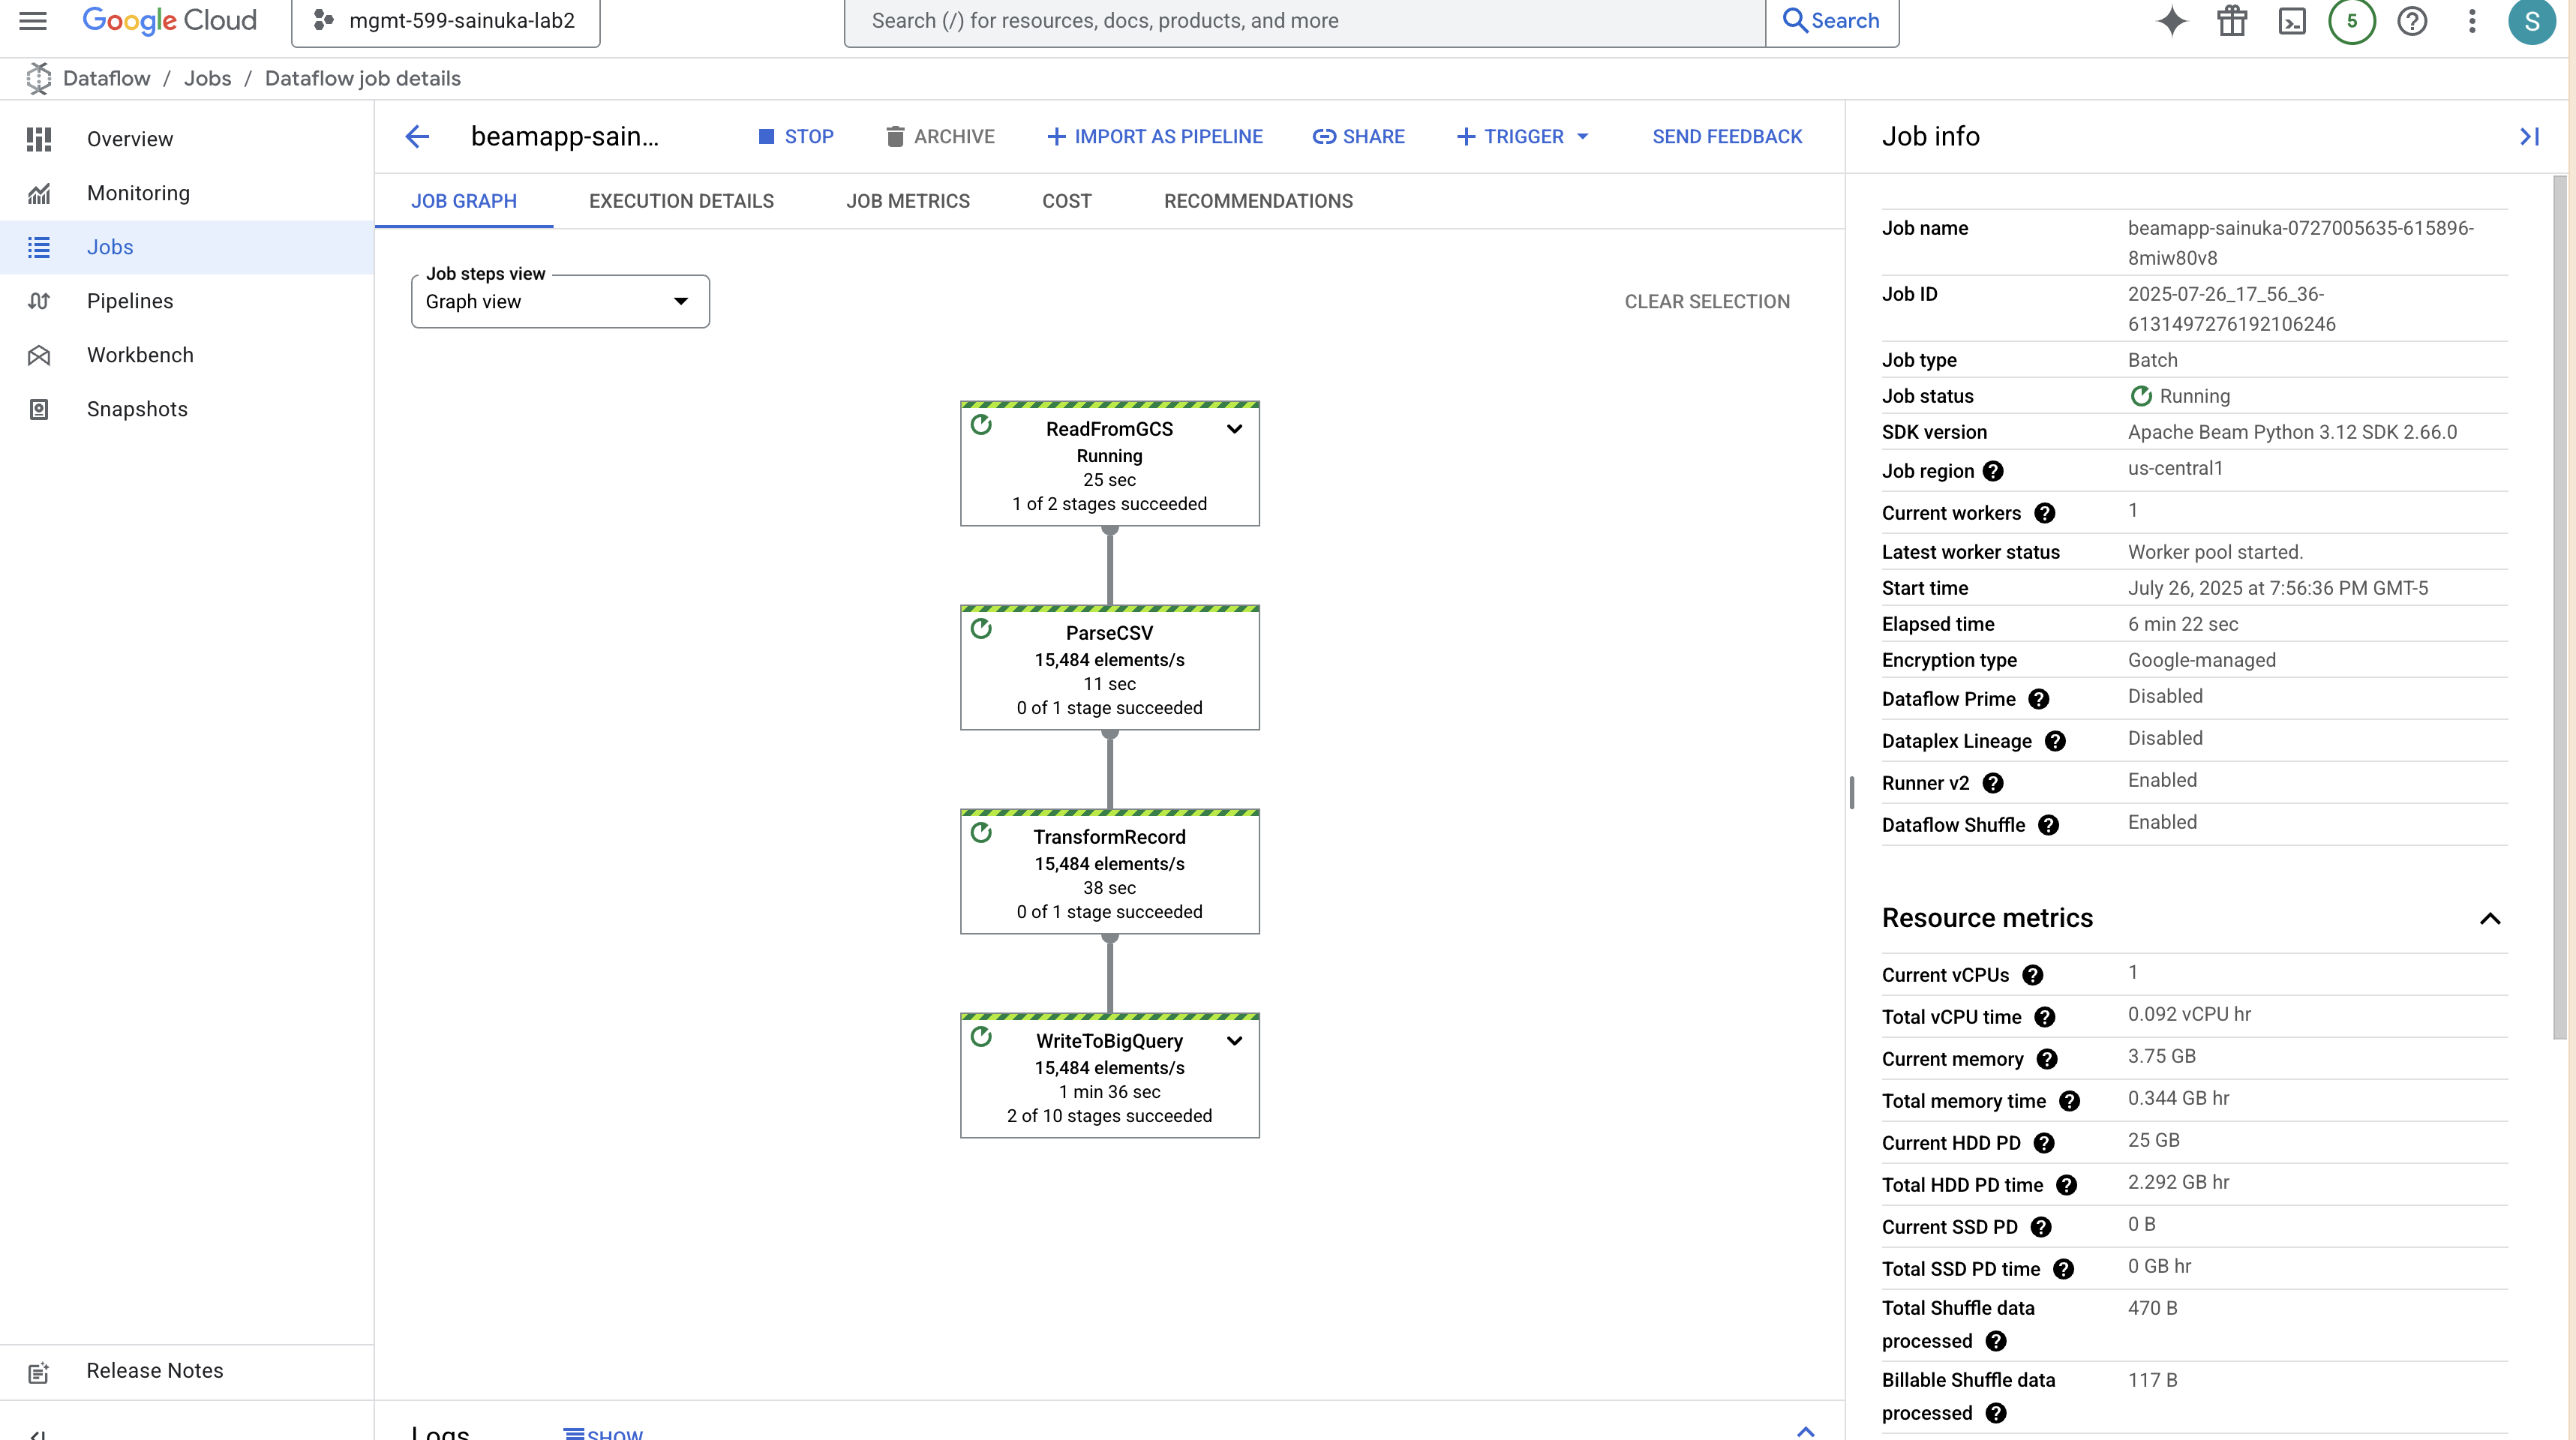 Google Cloud
mgmt-599-sainuka-lab2
Search (/) for resources, docs, products, and more
Search
5
S
Dataflow / Jobs / Dataflow job details
Overview
Monitoring
Jobs
Pipelines
Workbench
Snapshots
Release Notes
beamapp-sain...
STOP
ARCHIVE
IMPORT AS PIPELINE
SHARE
TRIGGER
SEND FEEDBACK
JOB GRAPH
EXECUTION DETAILS
JOB METRICS
COST
RECOMMENDATIONS
Job steps view
Graph view
CLEAR SELECTION
ReadFromGCS
Running
25 sec
1 of 2 stages succeeded
ParseCSV
15,484 elements/s
11 sec
0 of 1 stage succeeded
TransformRecord
15,484 elements/s
38 sec
0 of 1 stage succeeded
WriteToBigQuery
15,484 elements/s
1 min 36 sec
2 of 10 stages succeeded
Logs
SHOW
Job info
Job name beamapp-sainuka-0727005635-615896-
8miw80v8
Job ID 2025-07-26_17_56_36-
6131497276192106246
Job type Batch
Job status Running
SDK version Apache Beam Python 3.12 SDK 2.66.0
Job region us-central1
Current workers 1
Latest worker status Worker pool started.
Start time July 26, 2025 at 7:56:36 PM GMT-5
Elapsed time 6 min 22 sec
Encryption type Google-managed
Dataflow Prime Disabled
Dataplex Lineage Disabled
Runner v2 Enabled
Dataflow Shuffle Enabled
Resource metrics
Current vCPUs 1
Total vCPU time 0.092 vCPU hr
Current memory 3.75 GB
Total memory time 0.344 GB hr
Current HDD PD 25 GB
Total HDD PD time 2.292 GB hr
Current SSD PD 0 B
Total SSD PD time 0 GB hr
Total Shuffle data 470 B
processed
Billable Shuffle data 117 B
processed